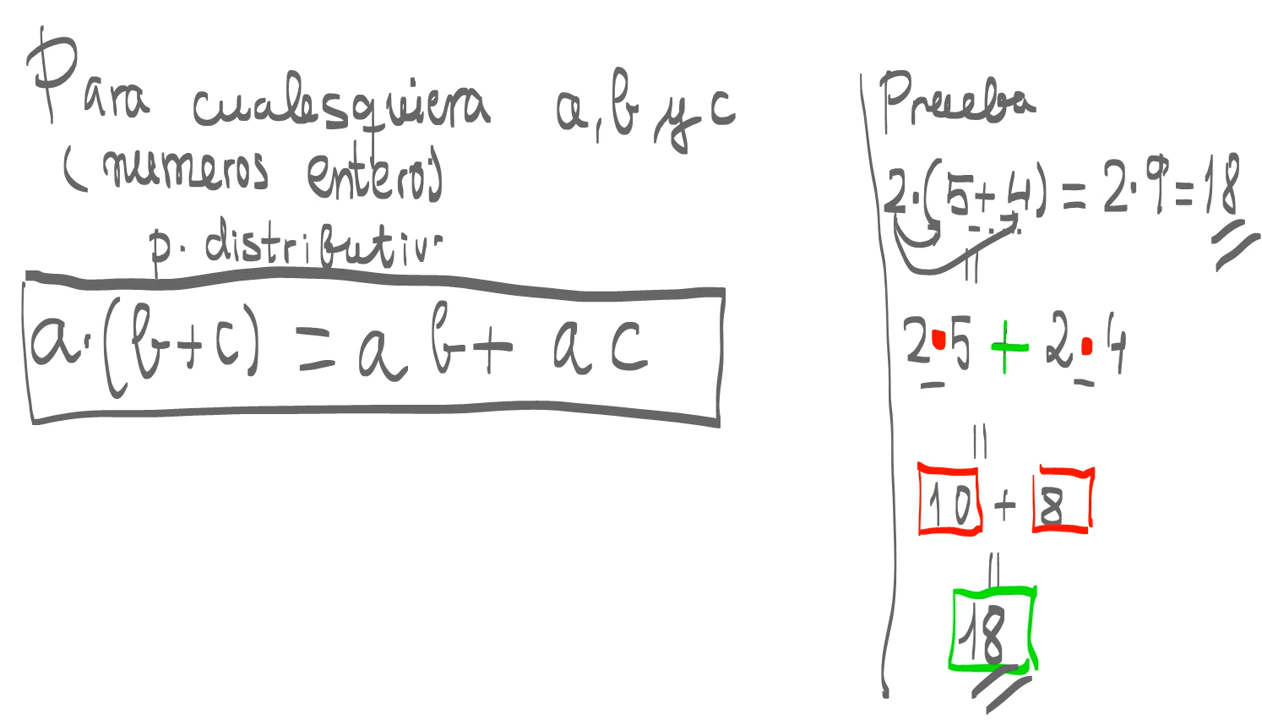 Para cualesquiera a, b y c
(numeros enteros)
p. distributiv
a·(b+c) = a b + a c
Prueba
2·(5+4) = 2·9 = 18
||
2·5 + 2·4
||
10 + 8
||
18